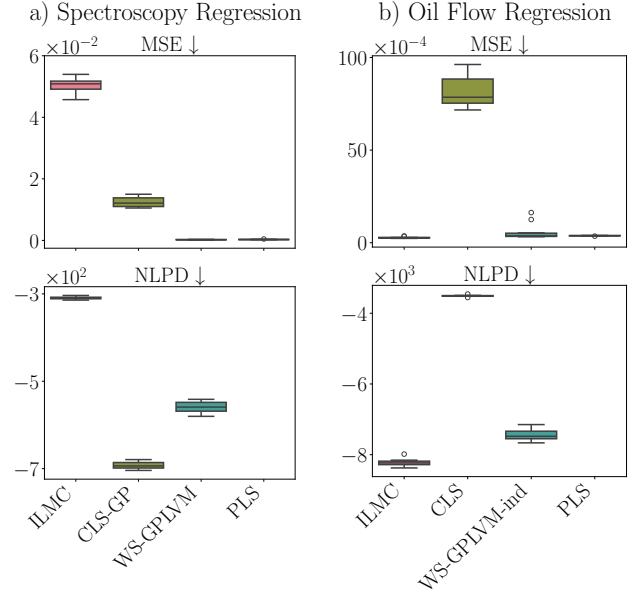 a) Spectroscopy Regression
b) Oil Flow Regression
×10⁻²
MSE ↓
6
4
2
0
×10⁻⁴
MSE ↓
100
50
0
×10²
NLPD ↓
−3
−5
−7
×10³
NLPD ↓
−4
−6
−8
ILMC
CLS-GP
WS-GPLVM
PLS
ILMC
CLS
WS-GPLVM-ind
PLS